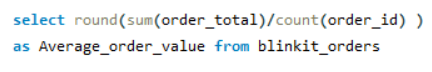 select round(sum(order_total)/count(order_id) )
as Average_order_value from blinkit_orders